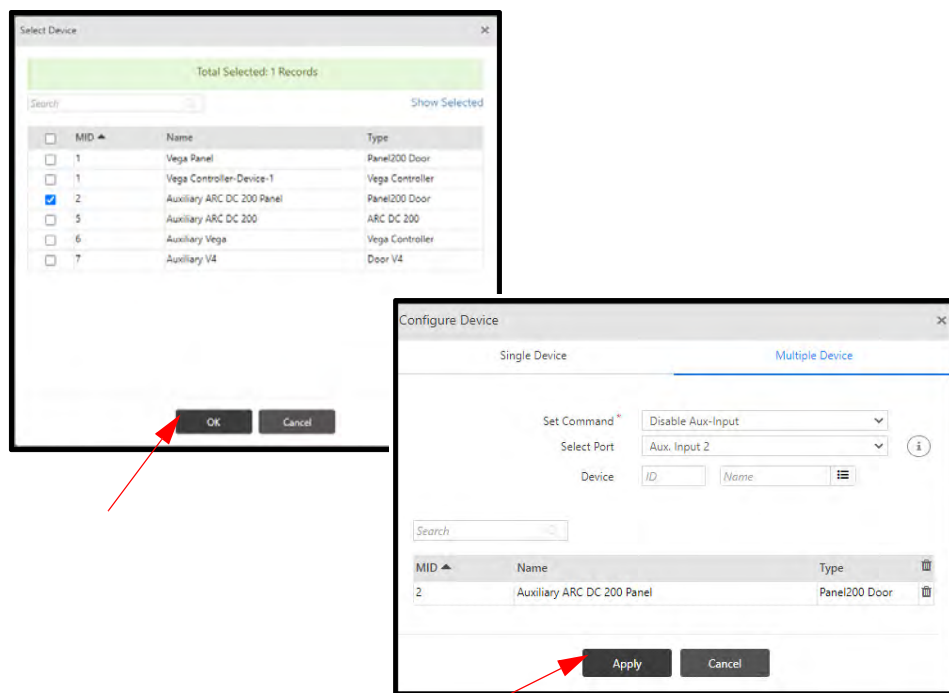 Select Device ×
Total Selected: 1 Records
Search Show Selected
MID Name Type
1 Vega Panel Panel200 Door
1 Vega Controller-Device-1 Vega Controller
2 Auxiliary ARC DC 200 Panel Panel200 Door
5 Auxiliary ARC DC 200 ARC DC 200
6 Auxiliary Vega Vega Controller
7 Auxiliary V4 Door V4
OK Cancel
Configure Device ×
Single Device Multiple Device
Set Command * Disable Aux-Input
Select Port Aux. Input 2 i
Device ID Name
Search
MID Name Type
2 Auxiliary ARC DC 200 Panel Panel200 Door
Apply Cancel